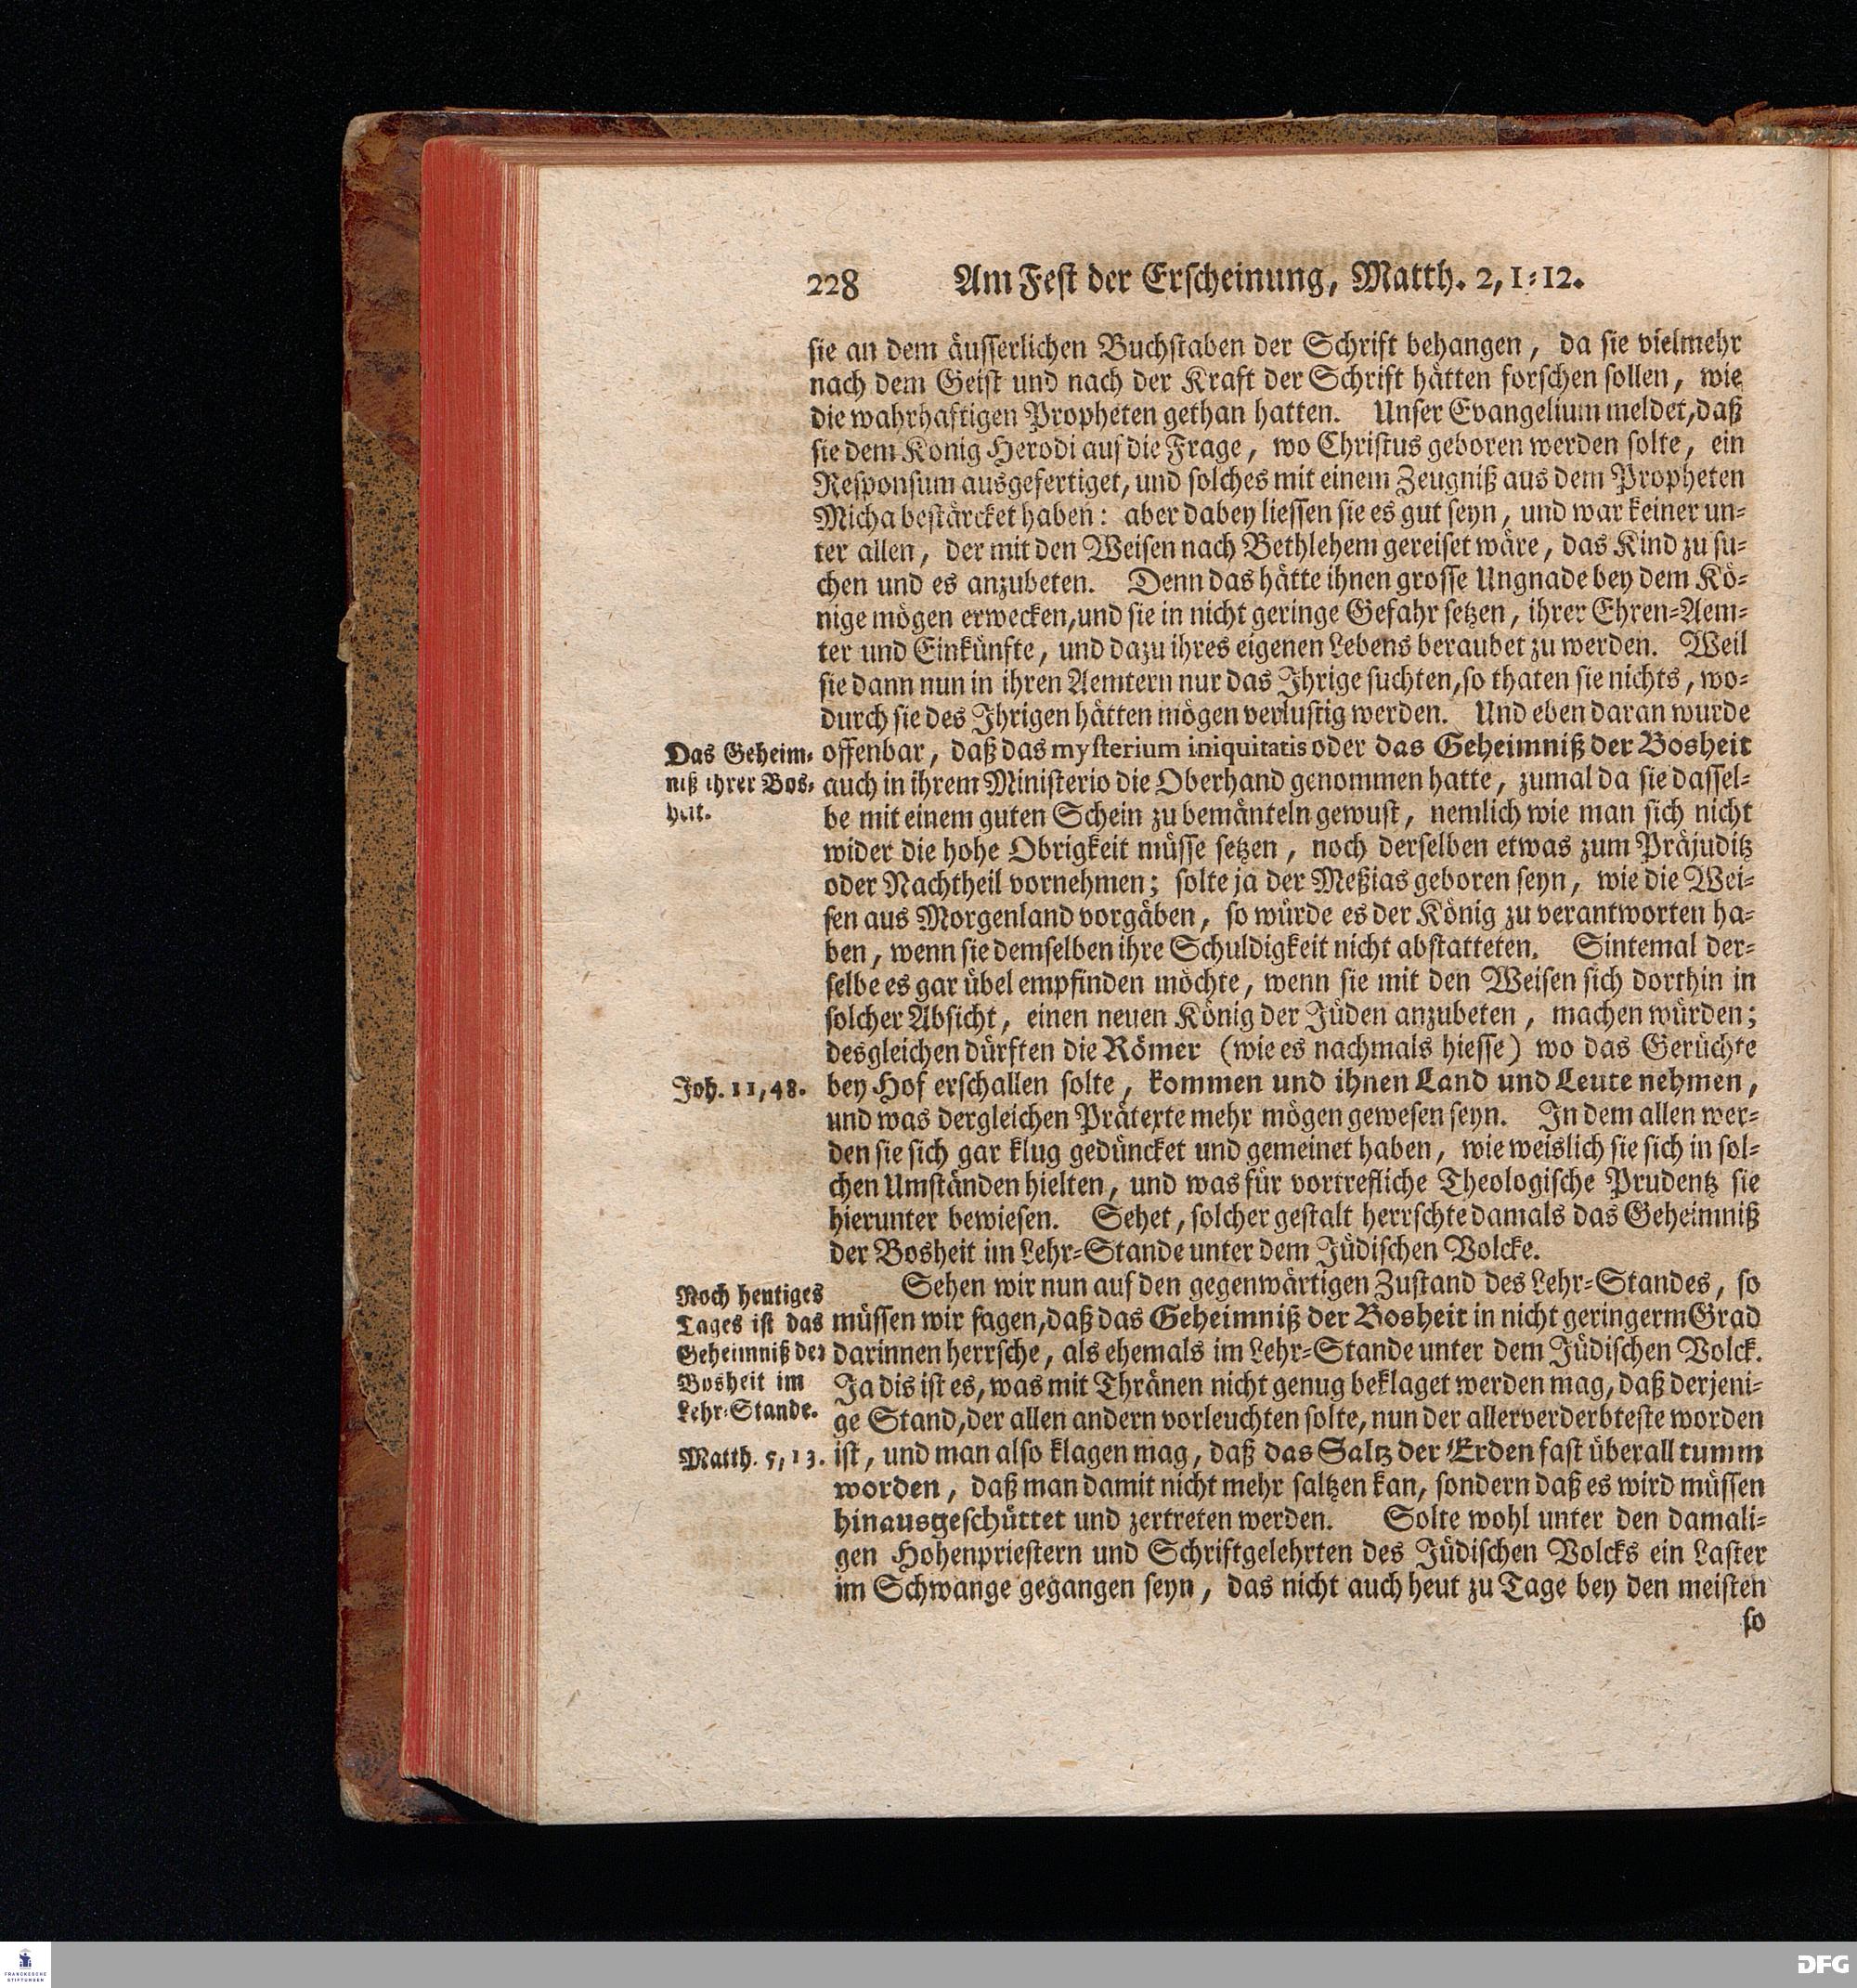 228 Am Fest der Erscheinung, Matth. 2, 1-12.
sie an dem äusserlichen Buchstaben der Schrift behangen, da sie vielmehr
nach dem Geist und nach der Kraft der Schrift hätten forschen sollen, wie
die wahrhaftigen Propheten gethan hatten. Unser Evangelium meldet, daß
sie dem König Herodi auf die Frage, wo Christus geboren werden solte, ein
Responsum ausgefertiget, und solches mit einem Zeugniß aus dem Propheten
Micha bestärcket haben: aber dabey liessen sie es gut seyn, und war keiner un-
ter allen, der mit den Weisen nach Bethlehem gereiset wäre, das Kind zu su-
chen und es anzubeten. Denn das hätte ihnen grosse Ungnade bey dem Kö-
nige mögen erwecken, und sie in nicht geringe Gefahr setzen, ihrer Ehren-Aem-
ter und Einkünfte, und dazu ihres eigenen Lebens beraubet zu werden. Weil
sie dann nun in ihren Aemtern nur das Ihrige suchten, so thaten sie nichts, wo-
durch sie des Ihrigen hätten mögen verlustig werden. Und eben daran wurde
Das Geheim-
niß ihrer Bos-
heit.
offenbar, daß das mysterium iniquitatis oder das Geheimniß der Bosheit
auch in ihrem Ministerio die Oberhand genommen hatte, zumal da sie dassel-
be mit einem guten Schein zu bemänteln gewust, nemlich wie man sich nicht
wider die hohe Obrigkeit müsse setzen, noch derselben etwas zum Präjuditz
oder Nachtheil vornehmen; solte ja der Meßias geboren seyn, wie die Wei-
sen aus Morgenland vorgäben, so würde es der König zu verantworten ha-
ben, wenn sie demselben ihre Schuldigkeit nicht abstatteten. Sintemal der-
selbe es gar übel empfinden möchte, wenn sie mit den Weisen sich dorthin in
solcher Absicht, einen neuen König der Jüden anzubeten, machen würden;
desgleichen dürften die Römer (wie es nachmals hiesse) wo das Gerüchte
Joh. 11, 48.
bey Hof erschallen solte, kommen und ihnen Land und Leute nehmen,
und was dergleichen Prätexte mehr mögen gewesen seyn. In dem allen wer-
den sie sich gar klug gedüncket und gemeinet haben, wie weislich sie sich in sol-
chen Umständen hielten, und was für vortrefliche Theologische Prudentz sie
hierunter bewiesen. Sehet, solcher gestalt herrschte damals das Geheimniß
der Bosheit im Lehr-Stande unter dem Jüdischen Volcke.
Noch heutiges
Tages ist das
Geheimniß der
Bosheit im
Lehr-Stande.
Sehen wir nun auf den gegenwärtigen Zustand des Lehr-Standes, so
müssen wir sagen, daß das Geheimniß der Bosheit in nicht geringerm Grad
darinnen herrsche, als ehemals im Lehr-Stande unter dem Jüdischen Volck.
Ja dis ist es, was mit Thränen nicht genug beklaget werden mag, daß derjeni-
ge Stand, der allen andern vorleuchten solte, nun der allerverderbteste worden
Matth. 5, 13.
ist, und man also klagen mag, daß das Saltz der Erden fast überall tumm
worden, daß man damit nicht mehr saltzen kan, sondern daß es wird müssen
hinausgeschüttet und zertreten werden. Solte wohl unter den damali-
gen Hohenpriestern und Schriftgelehrten des Jüdischen Volcks ein Laster
im Schwange gegangen seyn, das nicht auch heut zu Tage bey den meisten
so
FRANCKESCHE
STIFTUNGEN
DFG